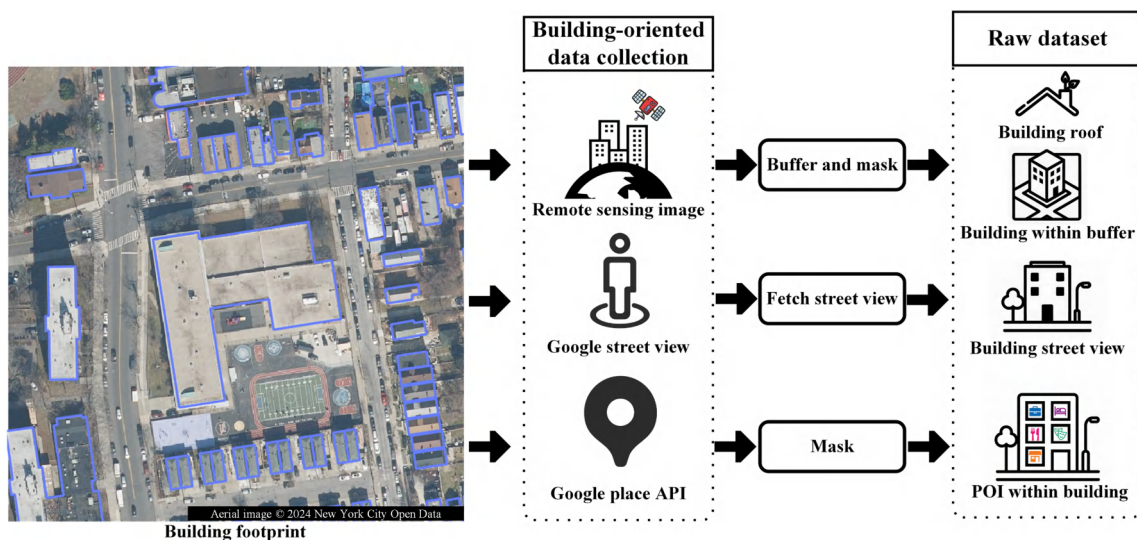 Building-oriented
data collection
Raw dataset
Building roof
Buffer and mask
Remote sensing image
Building within buffer
Fetch street view
Google street view
Building street view
Mask
Google place API
POI within building
Aerial image © 2024 New York City Open Data
Building footprint